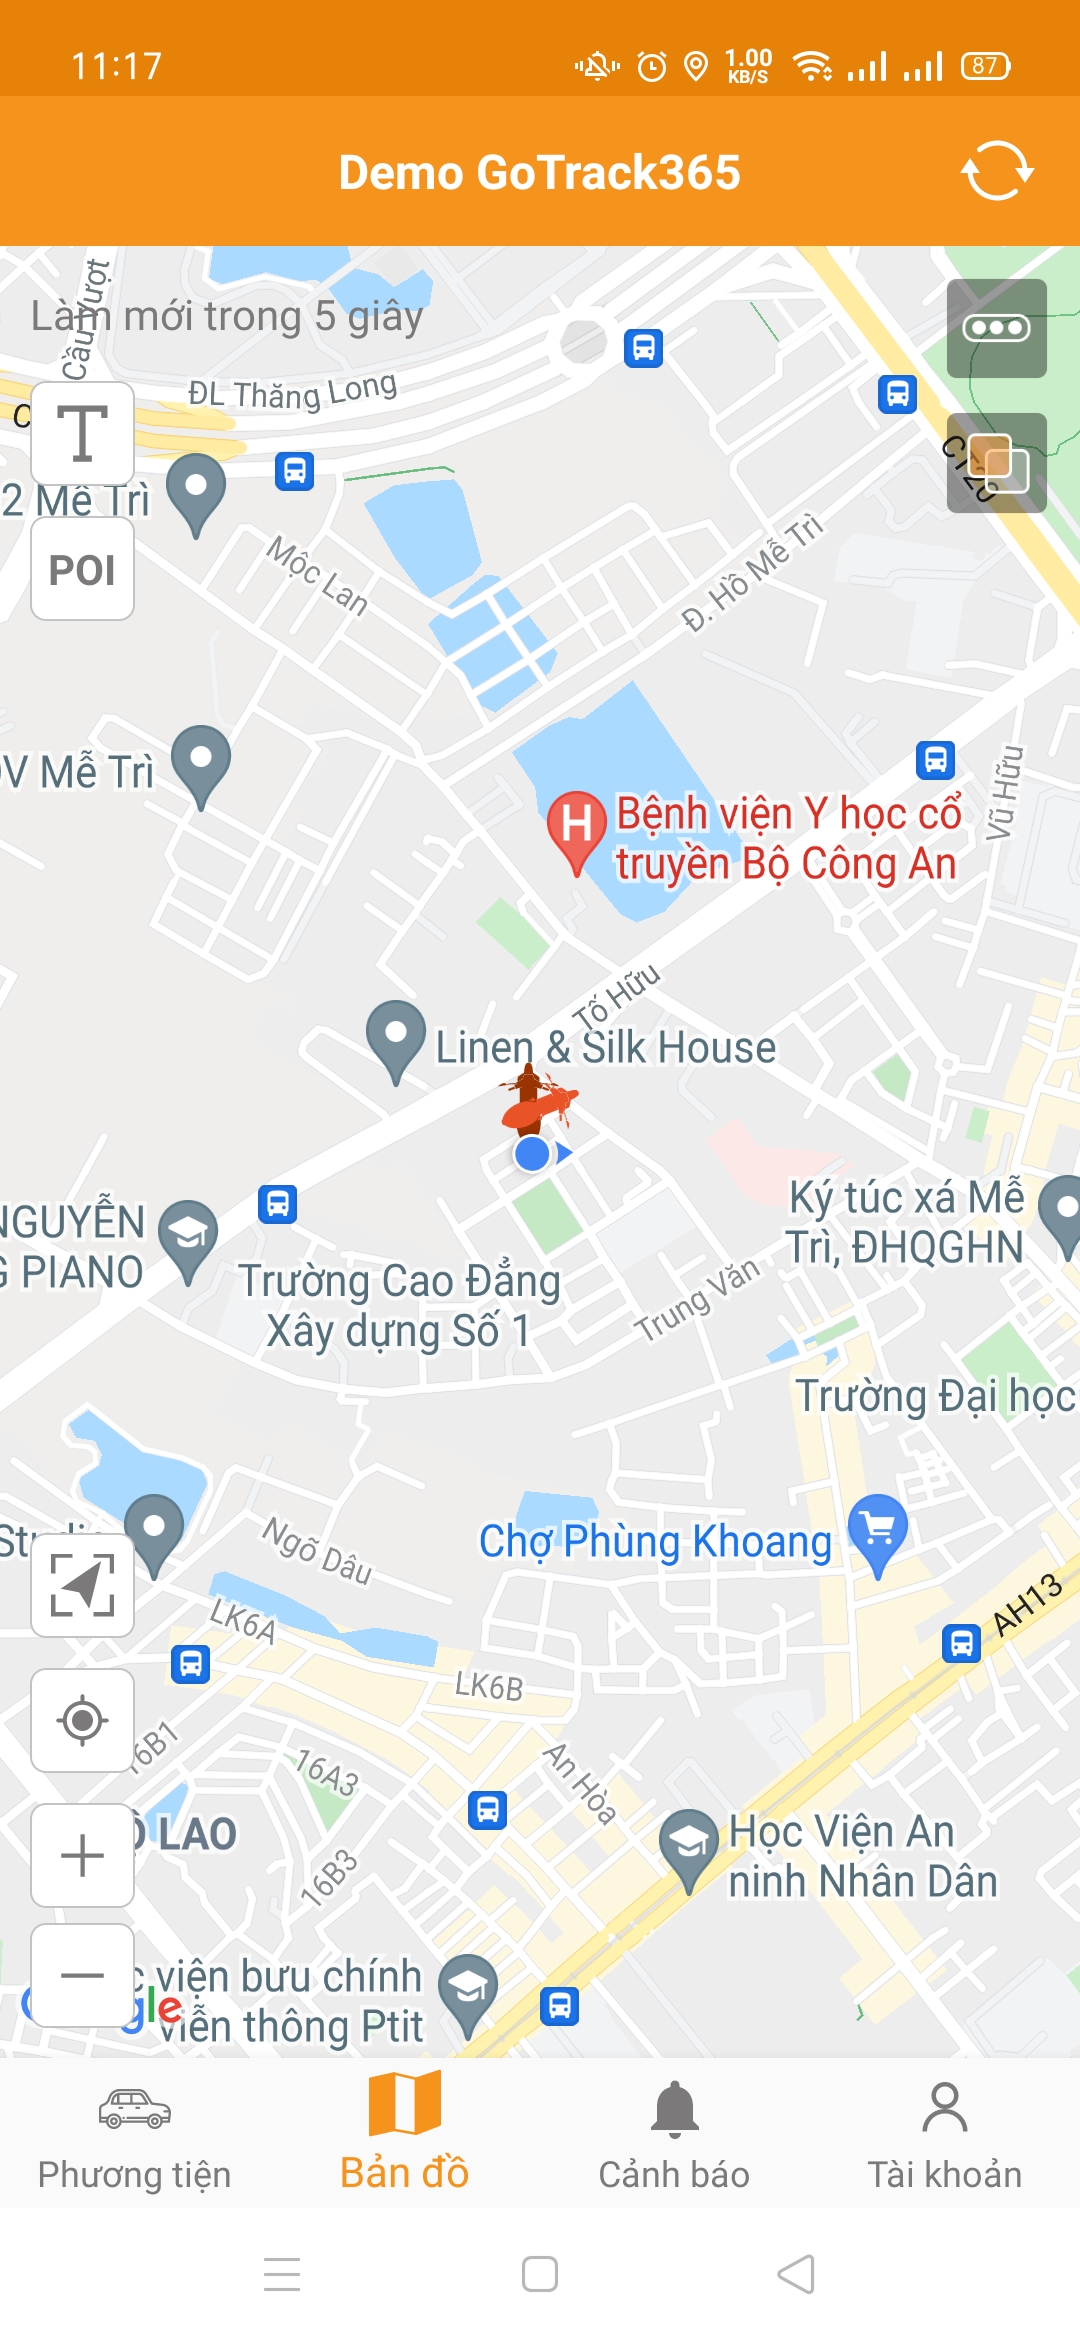 11:17
1.00
KB/S
87
Demo GoTrack365
Làm mới trong 5 giây
Cầu Vượt
ĐL Thăng Long
T
2 Mễ Trì
CT20
POI
Mộc Lan
Đ. Hồ Mễ Trì
V Mễ Trì
Vũ Hữu
H
Bệnh viện Y học cổ
truyền Bộ Công An
Tố Hữu
Linen & Silk House
NGUYỄN
G PIANO
Ký túc xá Mễ
Trì, ĐHQGHN
Trường Cao Đẳng
Xây dựng Số 1
Trung Văn
Trường Đại học
Ngõ Dâu
Chợ Phùng Khoang
AH13
LK6A
LK6B
16B1
16A3
An Hòa
LAO
16B3
Học Viện An
ninh Nhân Dân
viện bưu chính
viễn thông Ptit
gle
Phương tiện
Bản đồ
Cảnh báo
Tài khoản